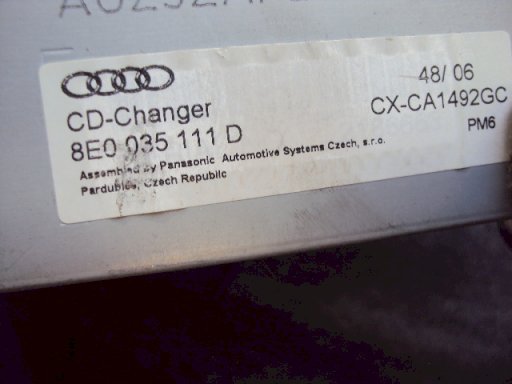 CD-Changer
8E0 035 111 D
Assembled by Panasonic Automotive Systems Czech, s.r.o.
Pardubice, Czech Republic
48/ 06
CX-CA1492GC
PM6